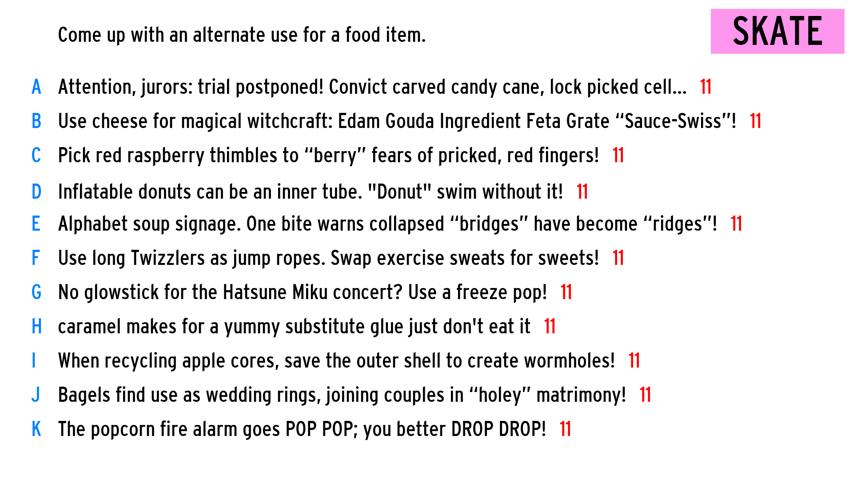 Come up with an alternate use for a food item.
SKATE
A Attention, jurors: trial postponed! Convict carved candy cane, lock picked cell... 11
B Use cheese for magical witchcraft: Edam Gouda Ingredient Feta Grate “Sauce-Swiss”! 11
C Pick red raspberry thimbles to “berry” fears of pricked, red fingers! 11
D Inflatable donuts can be an inner tube. "Donut" swim without it! 11
E Alphabet soup signage. One bite warns collapsed “bridges” have become “ridges”! 11
F Use long Twizzlers as jump ropes. Swap exercise sweats for sweets! 11
G No glowstick for the Hatsune Miku concert? Use a freeze pop! 11
H caramel makes for a yummy substitute glue just don't eat it 11
I When recycling apple cores, save the outer shell to create wormholes! 11
J Bagels find use as wedding rings, joining couples in “holey” matrimony! 11
K The popcorn fire alarm goes POP POP; you better DROP DROP! 11